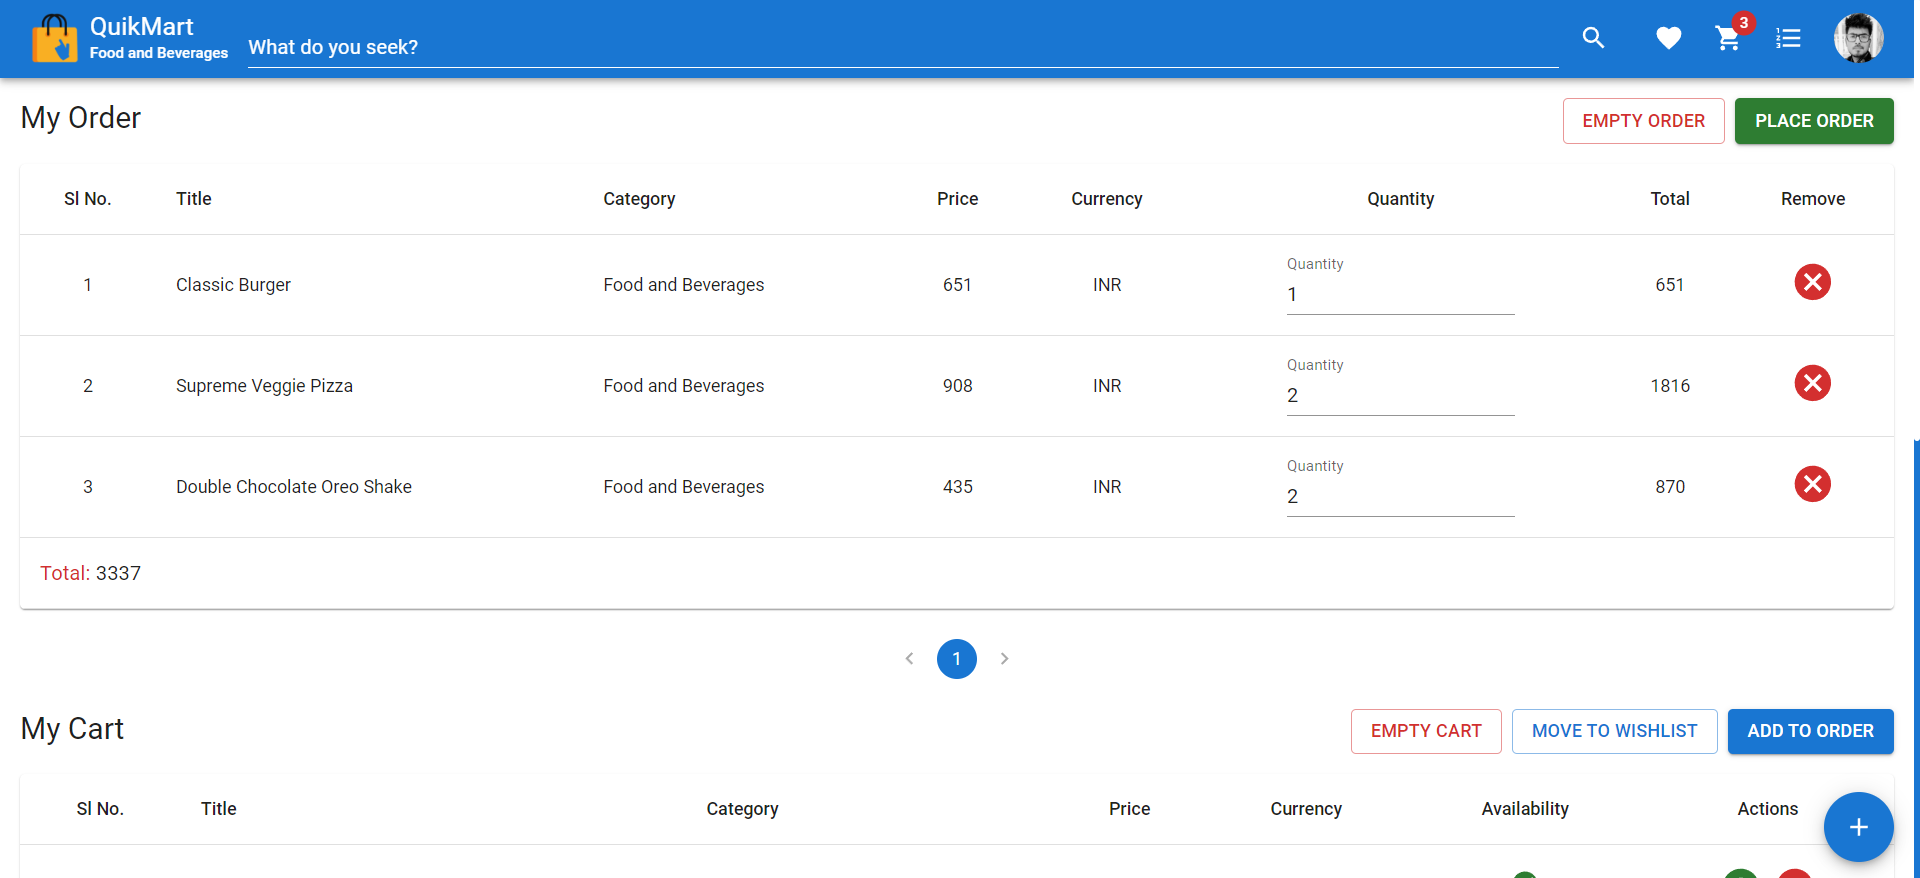 QuikMart
Food and Beverages
What do you seek?
3
My Order
EMPTY ORDER PLACE ORDER
Sl No. Title Category Price Currency Quantity Total Remove
Quantity
1 Classic Burger Food and Beverages 651 INR 1 651
Quantity
2 Supreme Veggie Pizza Food and Beverages 908 INR 2 1816
Quantity
3 Double Chocolate Oreo Shake Food and Beverages 435 INR 2 870
Total: 3337
1
My Cart
EMPTY CART MOVE TO WISHLIST ADD TO ORDER
Sl No. Title Category Price Currency Availability Actions